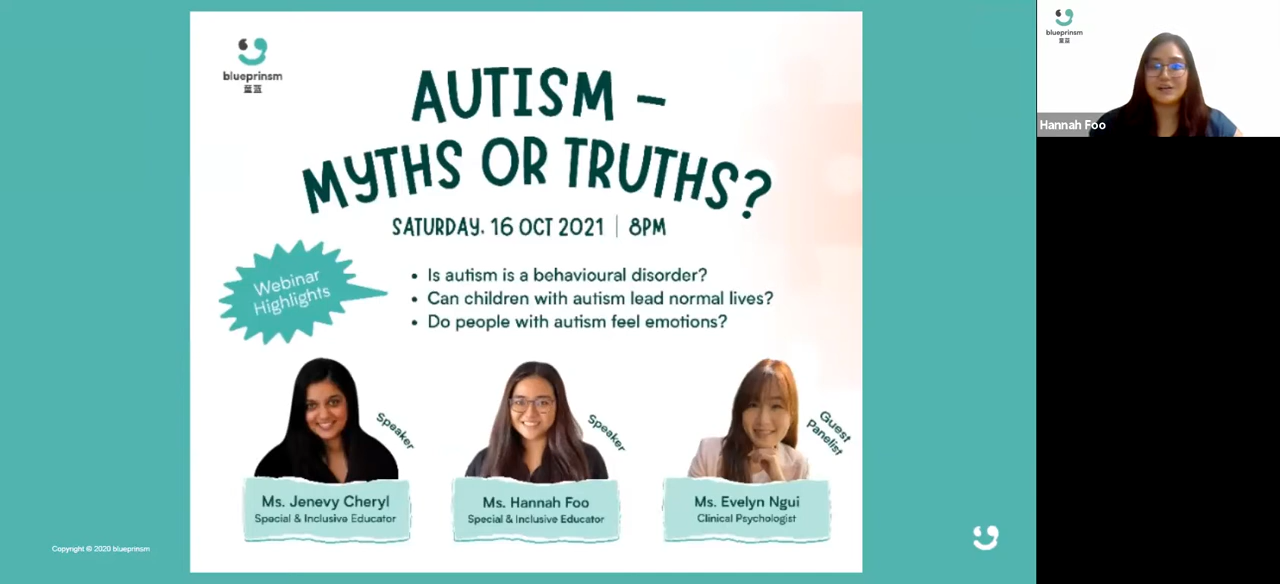 blueprinsm
AUTISM –
MYTHS OR TRUTHS?
SATURDAY, 16 OCT 2021 | 8PM
Webinar
Highlights
• Is autism is a behavioural disorder?
• Can children with autism lead normal lives?
• Do people with autism feel emotions?
Speaker
Speaker
Guest
Panelist
Ms. Jenevy Cheryl
Special & Inclusive Educator
Ms. Hannah Foo
Special & Inclusive Educator
Ms. Evelyn Ngui
Clinical Psychologist
Copyright © 2020 blueprinsm
blueprinsm
Hannah Foo